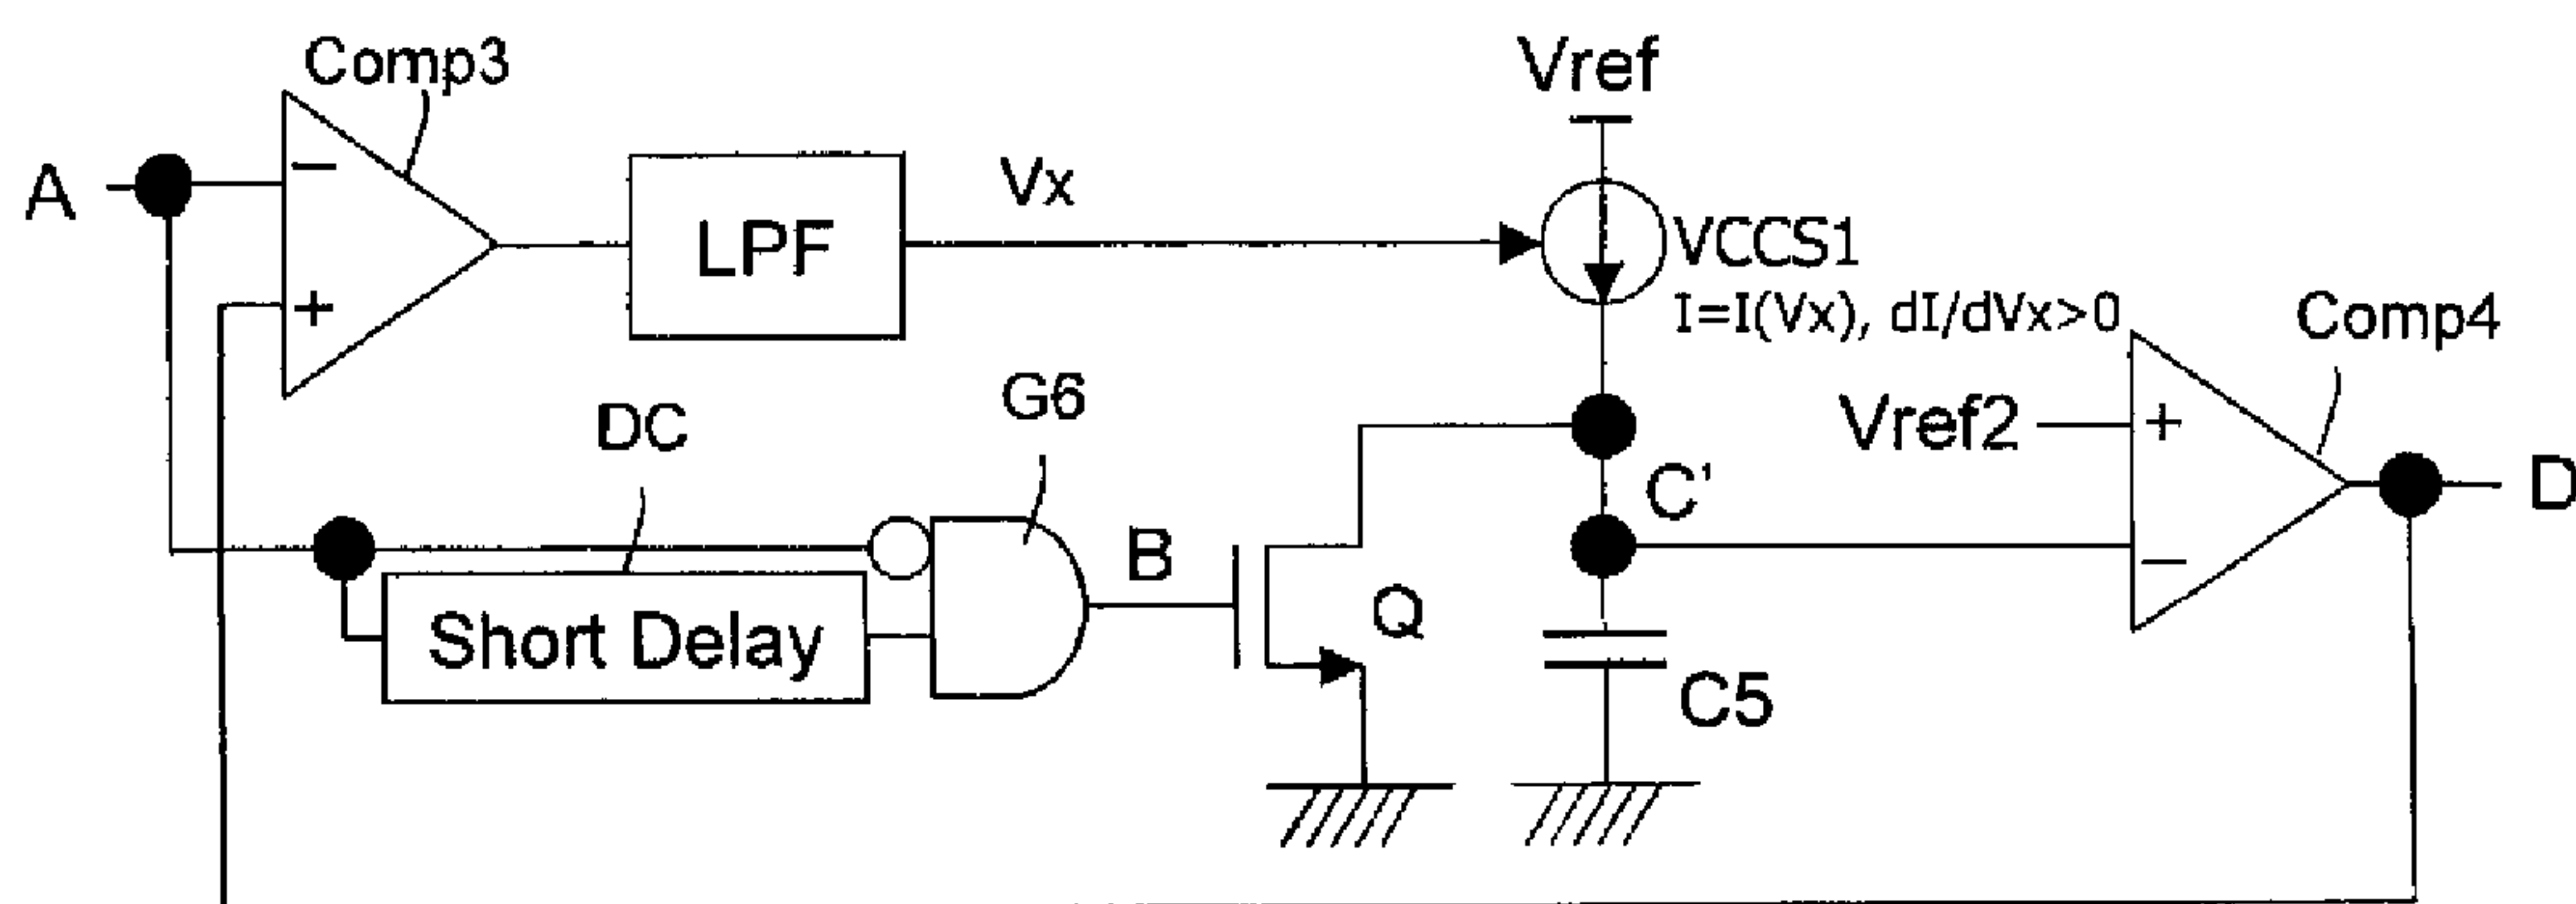 Comp3
Vref
A
−
+
LPF
Vx
VCCS1
I=I(Vx), dI/dVx>0
Comp4
DC
G6
Vref2
+
−
D
C'
B
Short Delay
Q
C5